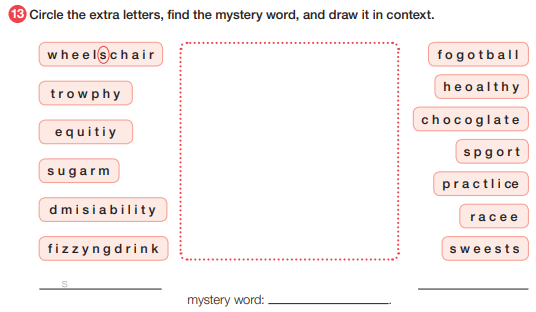 13 Circle the extra letters, find the mystery word, and draw it in context.
wheelschair
trowphy
equitiy
sugarm
dmisiability
fizzyngdrink
s
fogotball
heoalthy
chocoglate
spgort
practlice
racee
sweests
mystery word: ____________.